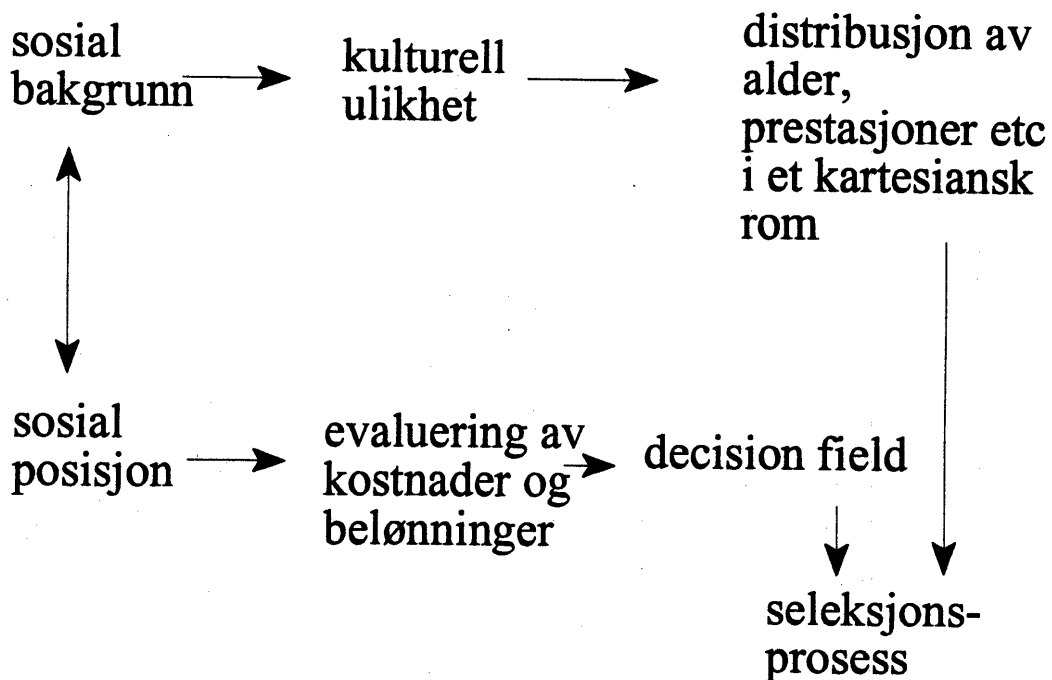 sosial
bakgrunn
kulturell
ulikhet
distribusjon av
alder,
prestasjoner etc
i et kartesiansk
rom
sosial
posisjon
evaluering av
kostnader og
belønninger
decision field
seleksjons-
prosess